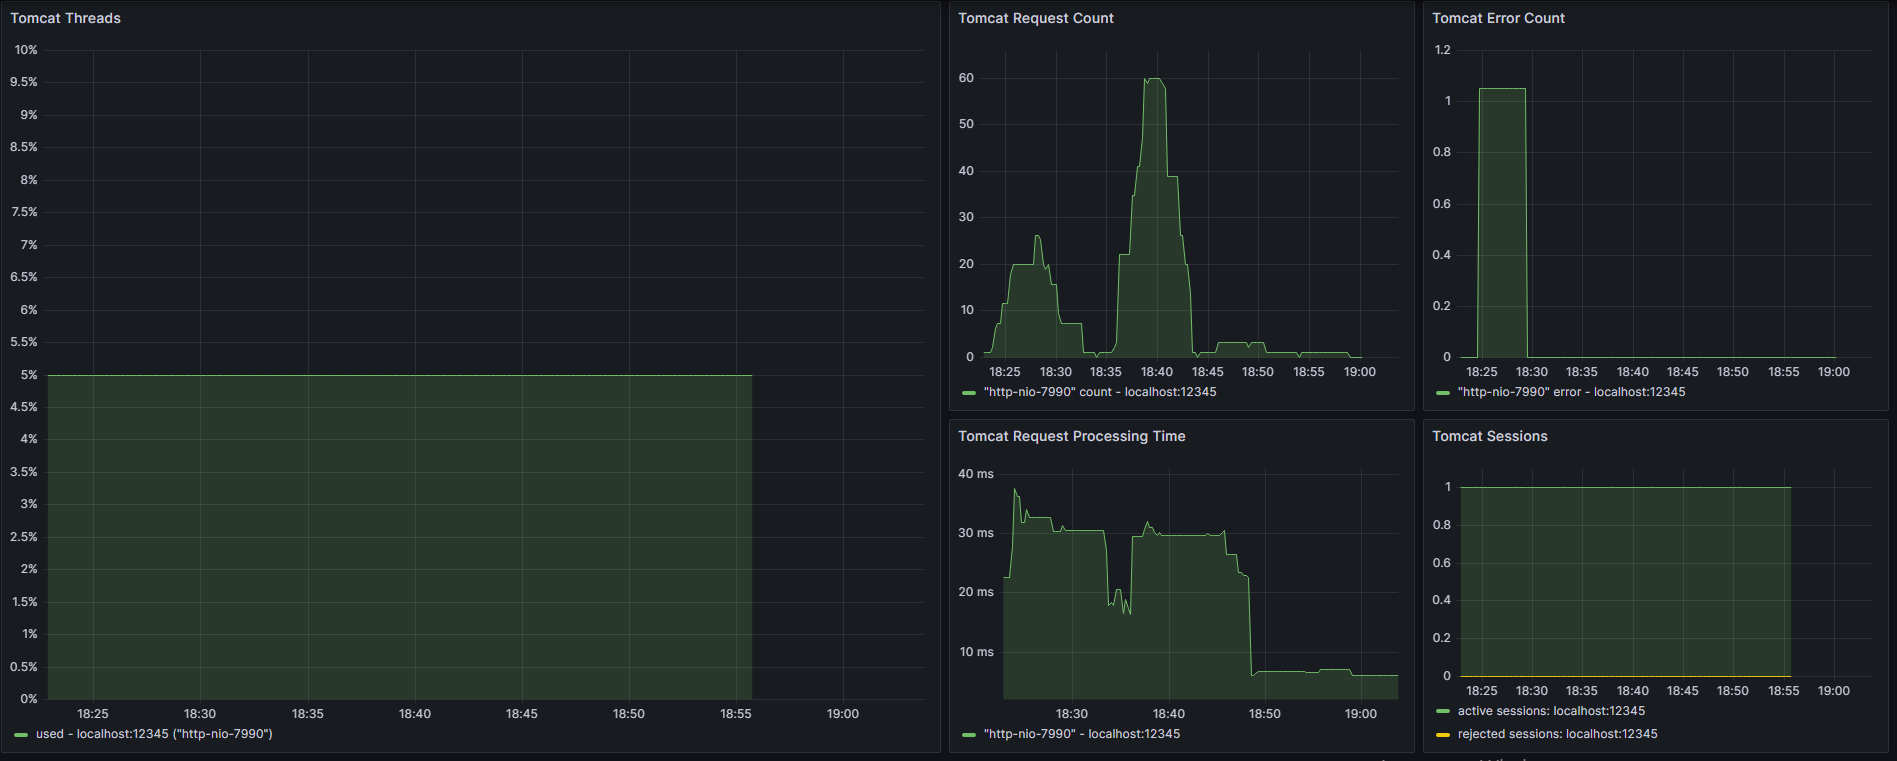 Tomcat Threads
10%
9.5%
9%
8.5%
8%
7.5%
7%
6.5%
6%
5.5%
5%
4.5%
4%
3.5%
3%
2.5%
2%
1.5%
1%
0.5%
0%
18:25 18:30 18:35 18:40 18:45 18:50 18:55 19:00
used - localhost:12345 ("http-nio-7990")
Tomcat Request Count
60
50
40
30
20
10
0
18:25 18:30 18:35 18:40 18:45 18:50 18:55 19:00
"http-nio-7990" count - localhost:12345
Tomcat Error Count
1.2
1
0.8
0.6
0.4
0.2
0
18:25 18:30 18:35 18:40 18:45 18:50 18:55 19:00
"http-nio-7990" error - localhost:12345
Tomcat Request Processing Time
40 ms
30 ms
20 ms
10 ms
18:30 18:40 18:50 19:00
"http-nio-7990" - localhost:12345
Tomcat Sessions
1
0.8
0.6
0.4
0.2
0
18:25 18:30 18:35 18:40 18:45 18:50 18:55 19:00
active sessions: localhost:12345
rejected sessions: localhost:12345